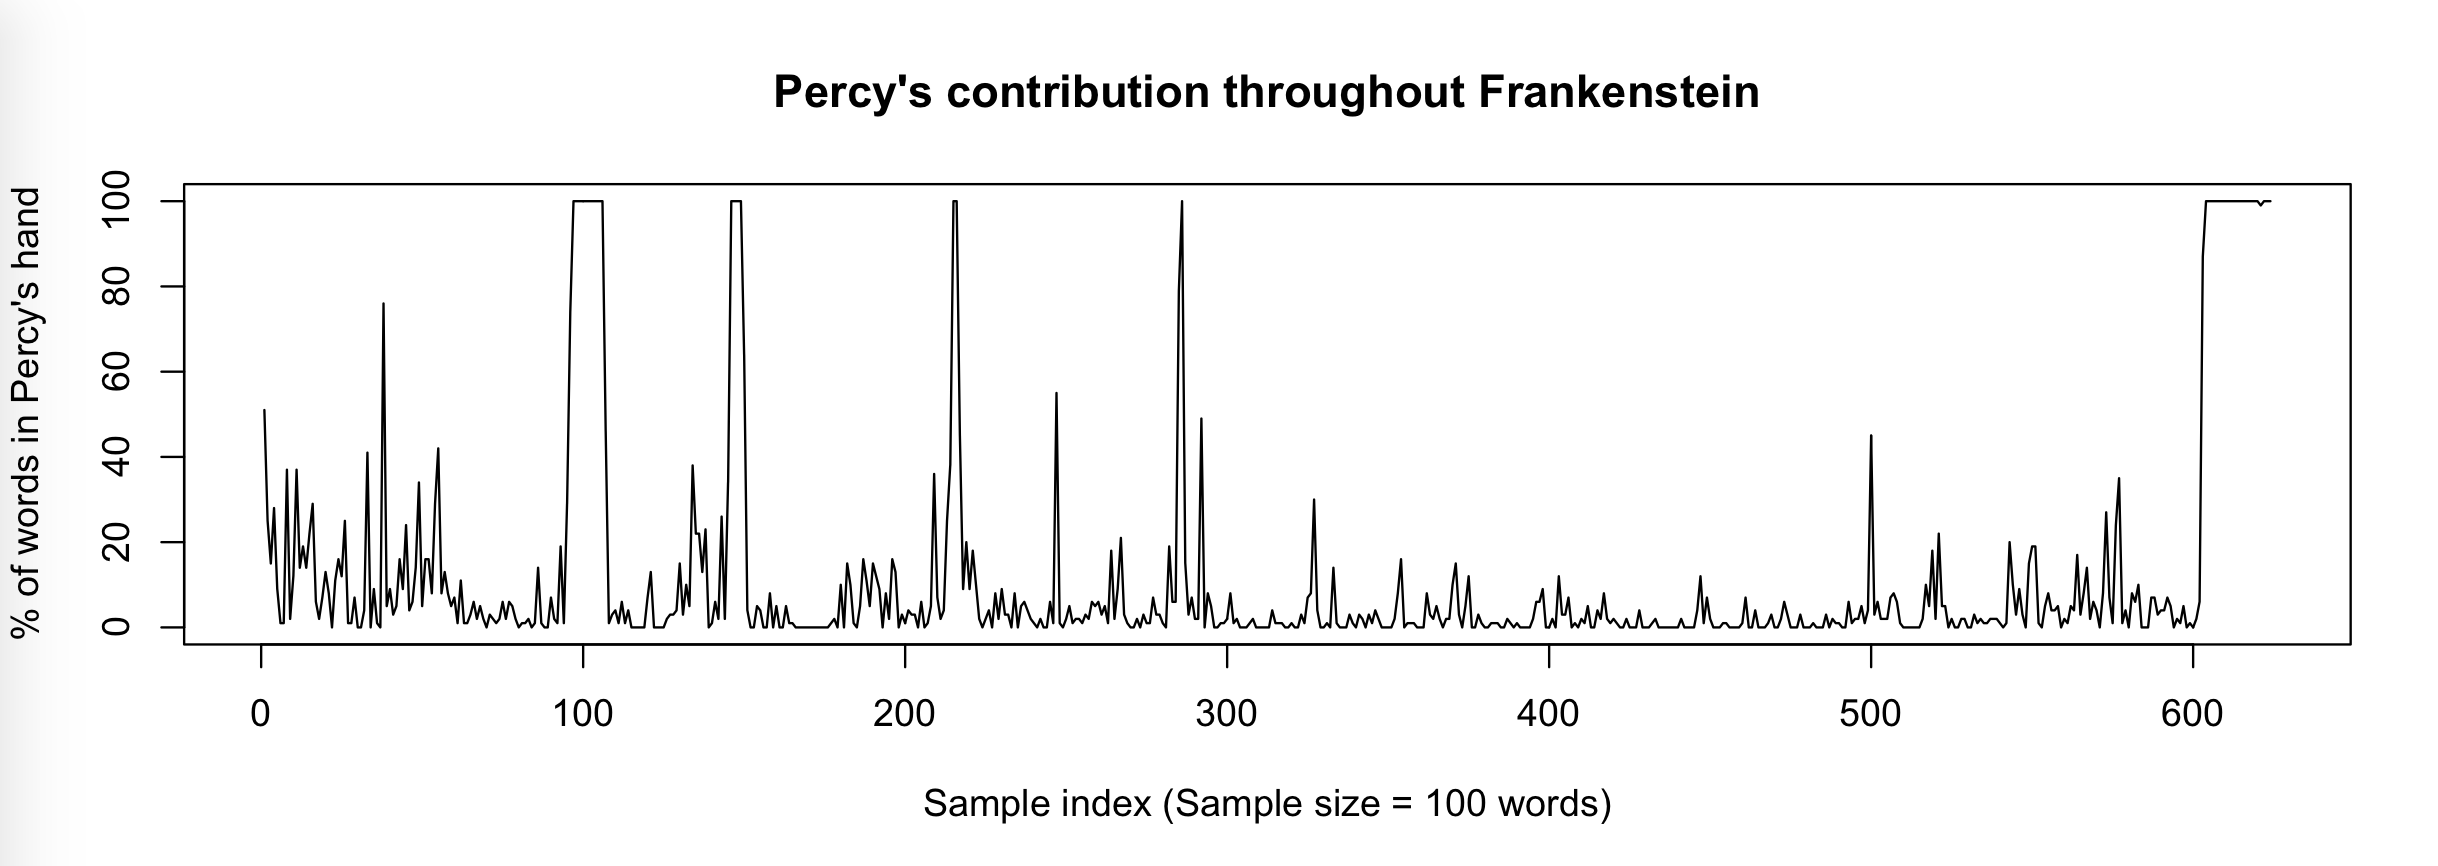 Percy's contribution throughout Frankenstein
% of words in Percy's hand
100
80
60
40
20
0
0 100 200 300 400 500 600
Sample index (Sample size = 100 words)